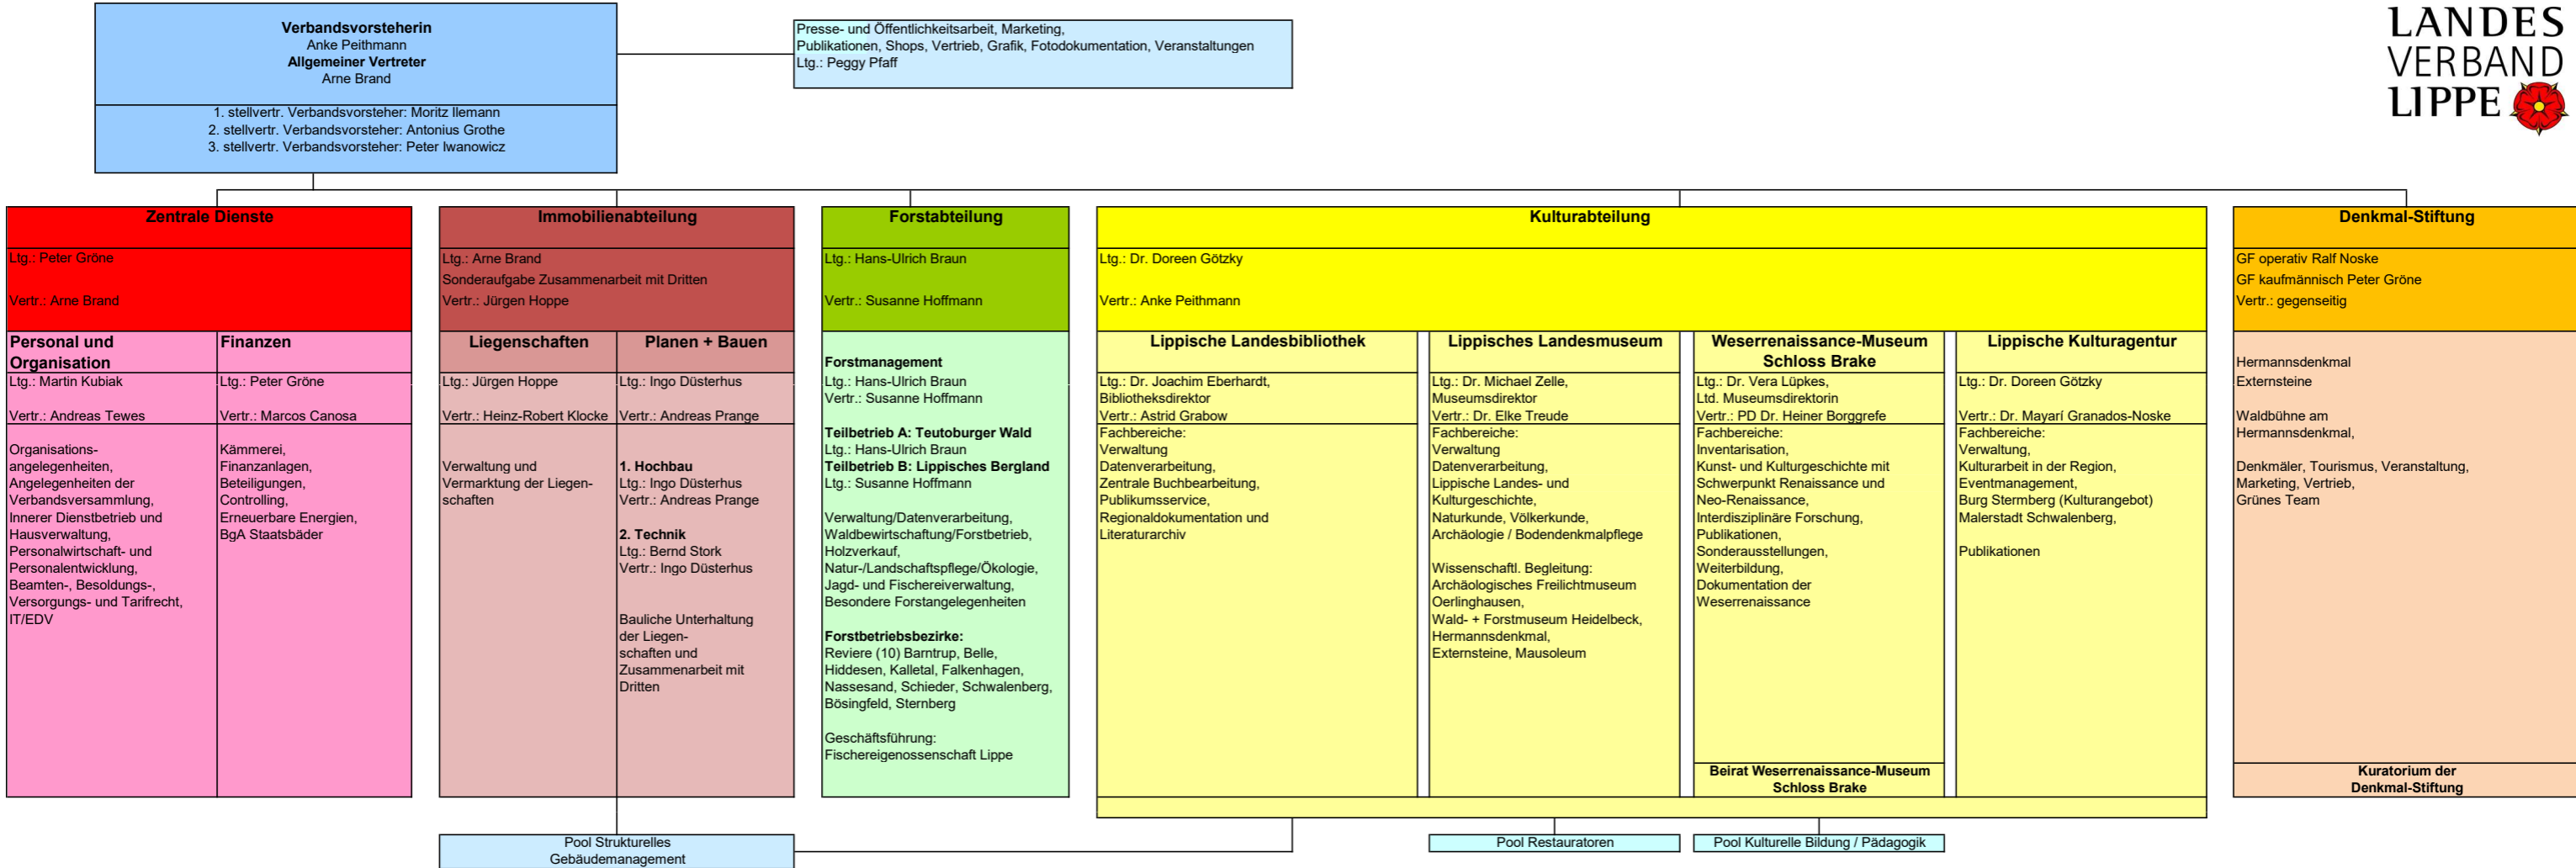 Verbandsvorsteherin
Anke Peithmann
Allgemeiner Vertreter
Arne Brand
1. stellvertr. Verbandsvorsteher: Moritz Ilemann
2. stellvertr. Verbandsvorsteher: Antonius Grothe
3. stellvertr. Verbandsvorsteher: Peter Iwanowicz
Presse- und Öffentlichkeitsarbeit, Marketing,
Publikationen, Shops, Vertrieb, Grafik, Fotodokumentation, Veranstaltungen
Ltg.: Peggy Pfaff
LANDES
VERBAND
LIPPE
Zentrale Dienste
Ltg.: Peter Gröne
Vertr.: Arne Brand
Personal und
Organisation
Ltg.: Martin Kubiak
Vertr.: Andreas Tewes
Organisations-
angelegenheiten,
Angelegenheiten der
Verbandsversammlung,
Innerer Dienstbetrieb und
Hausverwaltung,
Personalwirtschaft- und
Personalentwicklung,
Beamten-, Besoldungs-,
Versorgungs- und Tarifrecht,
IT/EDV
Finanzen
Ltg.: Peter Gröne
Vertr.: Marcos Canosa
Kämmerei,
Finanzanlagen,
Beteiligungen,
Controlling,
Erneuerbare Energien,
BgA Staatsbäder
Immobilienabteilung
Ltg.: Arne Brand
Sonderaufgabe Zusammenarbeit mit Dritten
Vertr.: Jürgen Hoppe
Liegenschaften
Ltg.: Jürgen Hoppe
Vertr.: Heinz-Robert Klocke
Verwaltung und
Vermarktung der Liegen-
schaften
Planen + Bauen
Ltg.: Ingo Düsterhus
Vertr.: Andreas Prange
1. Hochbau
Ltg.: Ingo Düsterhus
Vertr.: Andreas Prange
2. Technik
Ltg.: Bernd Stork
Vertr.: Ingo Düsterhus
Bauliche Unterhaltung
der Liegen-
schaften und
Zusammenarbeit mit
Dritten
Forstabteilung
Ltg.: Hans-Ulrich Braun
Vertr.: Susanne Hoffmann
Forstmanagement
Ltg.: Hans-Ulrich Braun
Vertr.: Susanne Hoffmann
Teilbetrieb A: Teutoburger Wald
Ltg.: Hans-Ulrich Braun
Teilbetrieb B: Lippisches Bergland
Ltg.: Susanne Hoffmann
Verwaltung/Datenverarbeitung,
Waldbewirtschaftung/Forstbetrieb,
Holzverkauf,
Natur-/Landschaftspflege/Ökologie,
Jagd- und Fischereiverwaltung,
Besondere Forstangelegenheiten
Forstbetriebsbezirke:
Reviere (10) Barntrup, Belle,
Hiddesen, Kalletal, Falkenhagen,
Nassesand, Schieder, Schwalenberg,
Bösingfeld, Sternberg
Geschäftsführung:
Fischereigenossenschaft Lippe
Kulturabteilung
Ltg.: Dr. Doreen Götzky
Vertr.: Anke Peithmann
Lippische Landesbibliothek
Ltg.: Dr. Joachim Eberhardt,
Bibliotheksdirektor
Vertr.: Astrid Grabow
Fachbereiche:
Verwaltung
Datenverarbeitung,
Zentrale Buchbearbeitung,
Publikumsservice,
Regionaldokumentation und
Literaturarchiv
Lippisches Landesmuseum
Ltg.: Dr. Michael Zelle,
Museumsdirektor
Vertr.: Dr. Elke Treude
Fachbereiche:
Verwaltung
Datenverarbeitung,
Lippische Landes- und
Kulturgeschichte,
Naturkunde, Völkerkunde,
Archäologie / Bodendenkmalpflege
Wissenschaftl. Begleitung:
Archäologisches Freilichtmuseum
Oerlinghausen,
Wald- + Forstmuseum Heidelbeck,
Hermannsdenkmal,
Externsteine, Mausoleum
Weserrenaissance-Museum
Schloss Brake
Ltg.: Dr. Vera Lüpkes,
Ltd. Museumsdirektorin
Vertr.: PD Dr. Heiner Borggrefe
Fachbereiche:
Inventarisation,
Kunst- und Kulturgeschichte mit
Schwerpunkt Renaissance und
Neo-Renaissance,
Interdisziplinäre Forschung,
Publikationen,
Sonderausstellungen,
Weiterbildung,
Dokumentation der
Weserrenaissance
Beirat Weserrenaissance-Museum
Schloss Brake
Lippische Kulturagentur
Ltg.: Dr. Doreen Götzky
Vertr.: Dr. Mayarí Granados-Noske
Fachbereiche:
Verwaltung,
Kulturarbeit in der Region,
Eventmanagement,
Burg Stermberg (Kulturangebot)
Malerstadt Schwalenberg,
Publikationen
Denkmal-Stiftung
GF operativ Ralf Noske
GF kaufmännisch Peter Gröne
Vertr.: gegenseitig
Hermannsdenkmal
Externsteine
Waldbühne am
Hermannsdenkmal,
Denkmäler, Tourismus, Veranstaltung,
Marketing, Vertrieb,
Grünes Team
Kuratorium der
Denkmal-Stiftung
Pool Strukturelles
Gebäudemanagement
Pool Restauratoren
Pool Kulturelle Bildung / Pädagogik